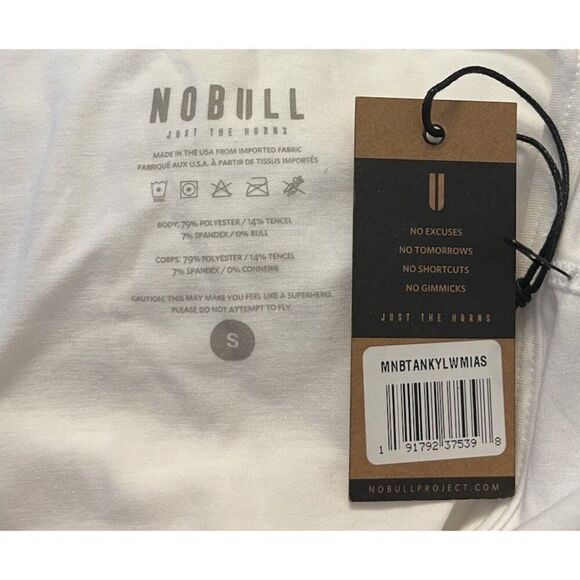 NOBULL
JUST THE HORNS
MADE IN THE USA FROM IMPORTED FABRIC
FABRIQUÉ AUX U.S.A. À PARTIR DE TISSUS IMPORTÉS
BODY: 79% POLYESTER / 14% TENCEL
7% SPANDEX / 0% BULL
CORPS: 79% POLYESTER / 14% TENCEL
7% SPANDEX / 0% CONNERIE
CAUTION: THIS MAY MAKE YOU FEEL LIKE A SUPERHERO.
PLEASE DO NOT ATTEMPT TO FLY.
S
NO EXCUSES
NO TOMORROWS
NO SHORTCUTS
NO GIMMICKS
JUST THE HORNS
MNBTANKYLWMIAS
1 91792 37539 8
NOBULLPROJECT.COM